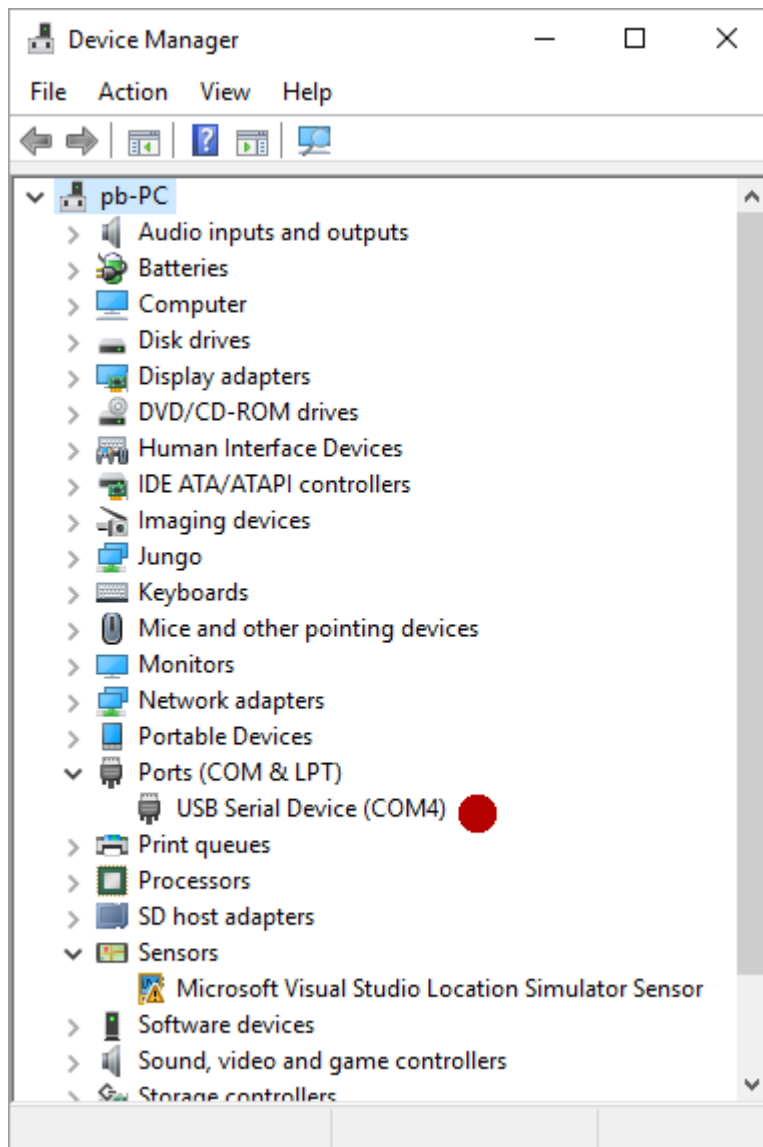 Device Manager
File Action View Help
pb-PC
Audio inputs and outputs
Batteries
Computer
Disk drives
Display adapters
DVD/CD-ROM drives
Human Interface Devices
IDE ATA/ATAPI controllers
Imaging devices
Jungo
Keyboards
Mice and other pointing devices
Monitors
Network adapters
Portable Devices
Ports (COM & LPT)
USB Serial Device (COM4)
Print queues
Processors
SD host adapters
Sensors
Microsoft Visual Studio Location Simulator Sensor
Software devices
Sound, video and game controllers
Storage controllers